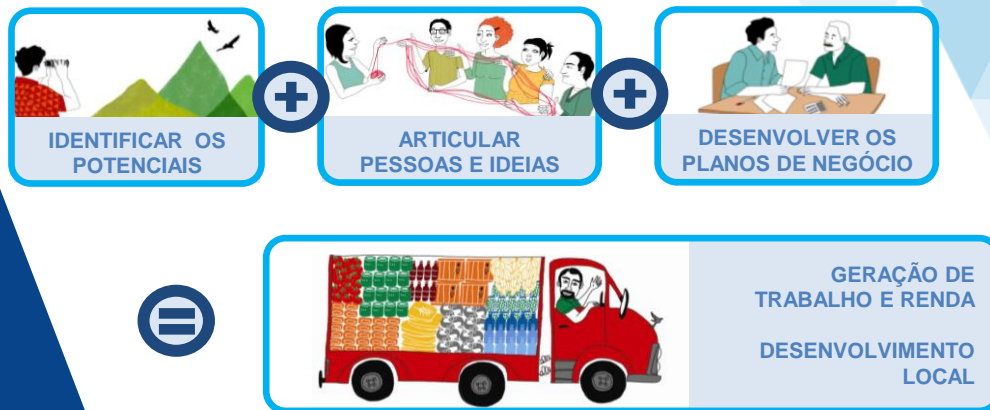 IDENTIFICAR OS
POTENCIAIS
ARTICULAR
PESSOAS E IDEIAS
DESENVOLVER OS
PLANOS DE NEGÓCIO
GERAÇÃO DE
TRABALHO E RENDA
DESENVOLVIMENTO
LOCAL